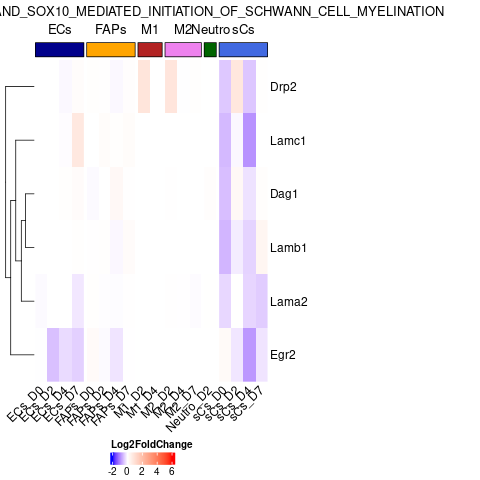 AND_SOX10_MEDIATED_INITIATION_OF_SCHWANN_CELL_MYELINATION
ECs FAPs M1 M2 Neutro sCs
Drp2
Lamc1
Dag1
Lamb1
Lama2
Egr2
ECs_D0 ECs_D2 ECs_D4 ECs_D7 FAPs_D0 FAPs_D2 FAPs_D4 FAPs_D7 M1_D2 M1_D4 M2_D2 M2_D4 M2_D7 Neutro_D2 sCs_D0 sCs_D2 sCs_D4 sCs_D7
Log2FoldChange
-2 0 2 4 6